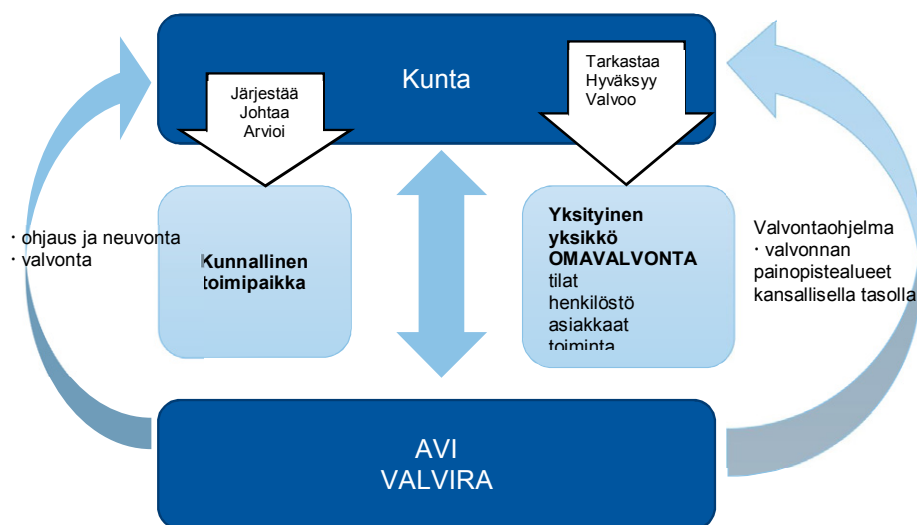 Kunta
Järjestää
Johtaa
Arvioi
Tarkastaa
Hyväksyy
Valvoo
· ohjaus ja neuvonta
· valvonta
Kunnallinen
toimipaikka
Yksityinen
yksikkö
OMAVALVONTA
tilat
henkilöstö
asiakkaat
toiminta
Valvontaohjelma
· valvonnan
painopistealueet
kansallisella tasolla
AVI
VALVIRA